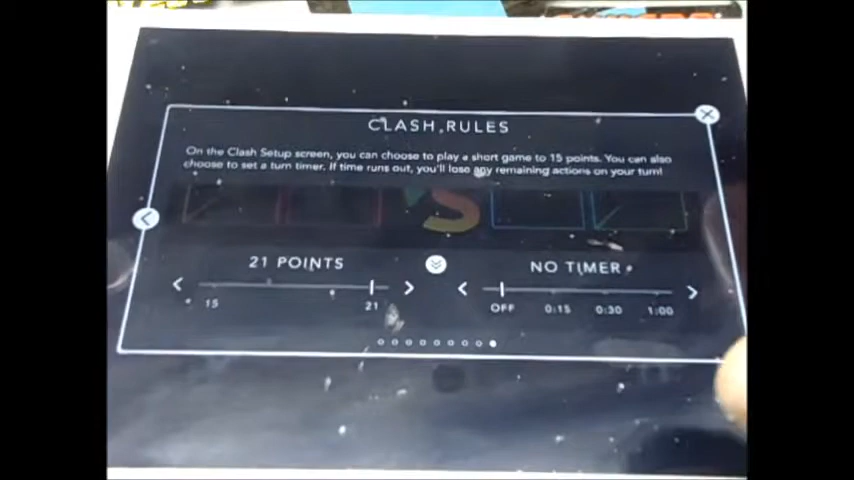 CLASH RULES
On the Clash Setup screen, you can choose to play a short game to 15 points. You can also
choose to set a turn timer. If time runs out, you'll lose any remaining actions on your turn!
VS
21 POINTS
NO TIMER
15
21
OFF
0:15
0:30
1:00